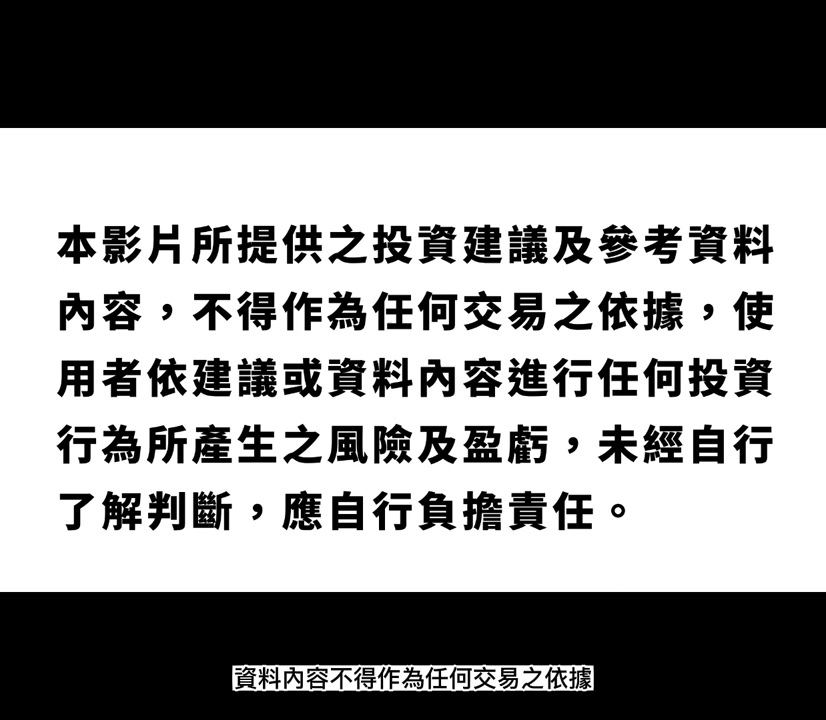 本影片所提供之投資建議及參考資料
內容，不得作為任何交易之依據，使
用者依建議或資料內容進行任何投資
行為所產生之風險及盈虧，未經自行
了解判斷，應自行負擔責任。
資料內容不得作為任何交易之依據